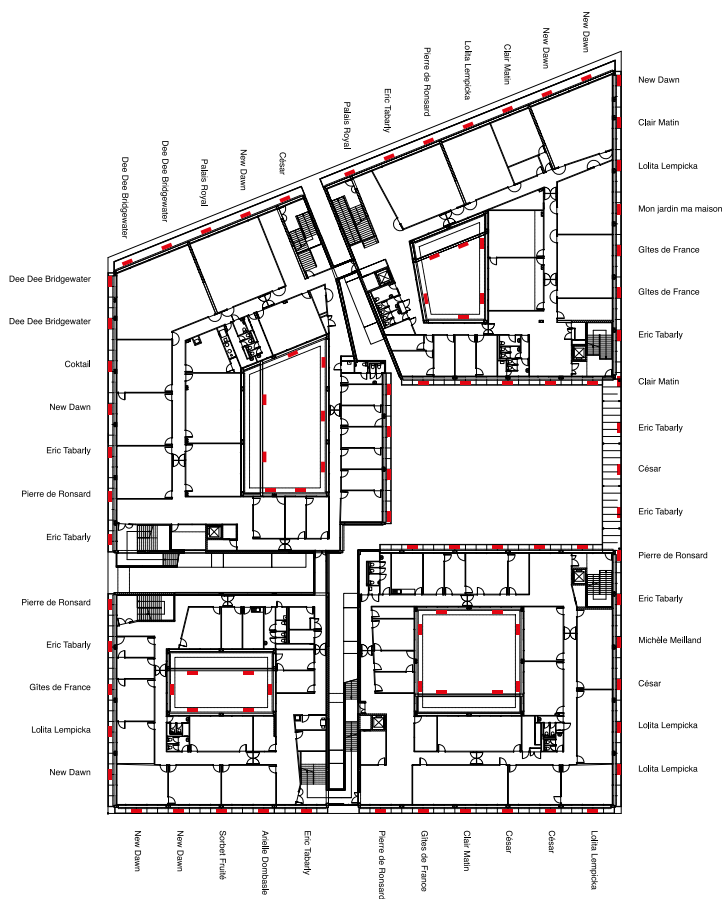 New Dawn
New Dawn
Clair Matin
Lolita Lempicka
Pierre de Ronsard
Eric Tabarly
Palais Royal
César
New Dawn
Palais Royal
Dee Dee Bridgewater
Dee Dee Bridgewater
New Dawn
Clair Matin
Lolita Lempicka
Mon jardin ma maison
Gîtes de France
Gîtes de France
Eric Tabarly
Clair Matin
Eric Tabarly
César
Eric Tabarly
Pierre de Ronsard
Eric Tabarly
Michèle Meilland
César
Lolita Lempicka
Lolita Lempicka
Dee Dee Bridgewater
Dee Dee Bridgewater
Coktail
New Dawn
Eric Tabarly
Pierre de Ronsard
Eric Tabarly
Pierre de Ronsard
Eric Tabarly
Gîtes de France
Lolita Lempicka
New Dawn
New Dawn
New Dawn
Sorbet Fruité
Arielle Dombasle
Eric Tabarly
Pierre de Ronsard
Gîtes de France
Clair Matin
César
César
Lolita Lempicka